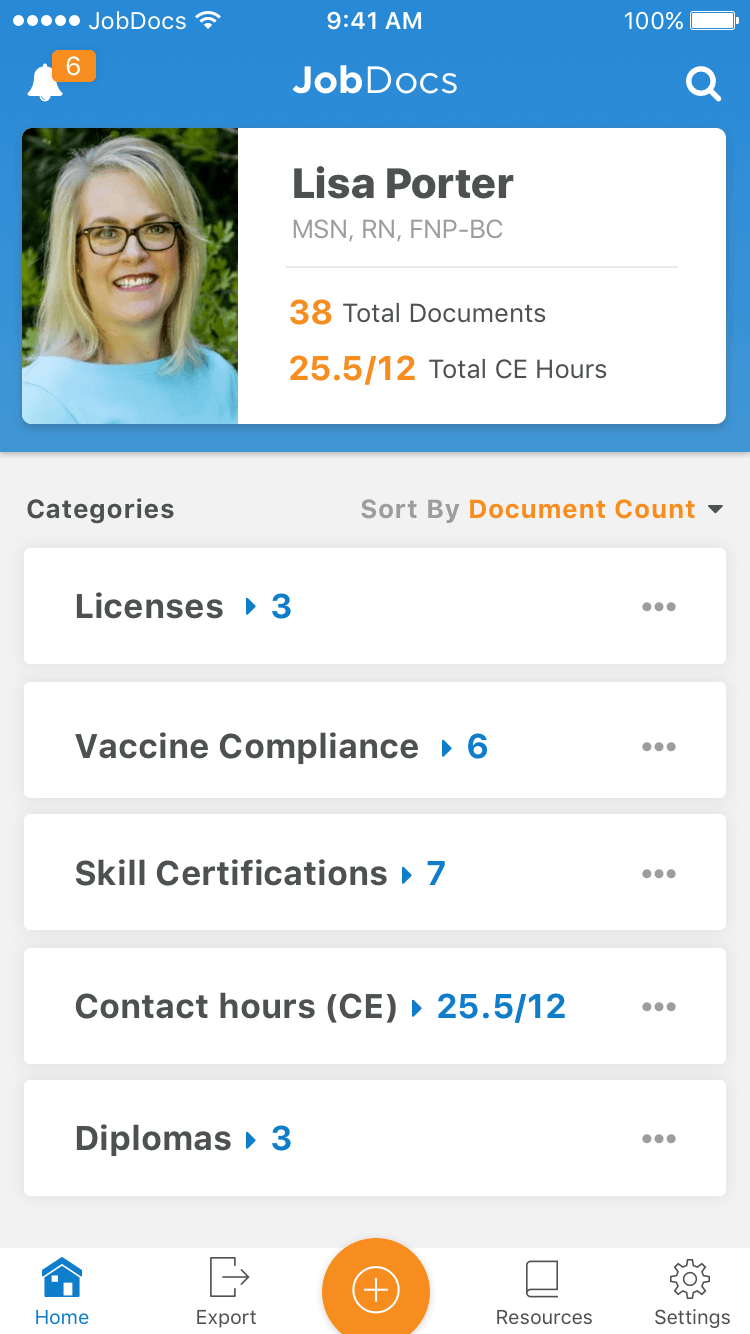 JobDocs 9:41 AM 100%
6
JobDocs
Lisa Porter
MSN, RN, FNP-BC
38 Total Documents
25.5/12 Total CE Hours
Categories Sort By Document Count
Licenses 3
Vaccine Compliance 6
Skill Certifications 7
Contact hours (CE) 25.5/12
Diplomas 3
Home Export Resources Settings